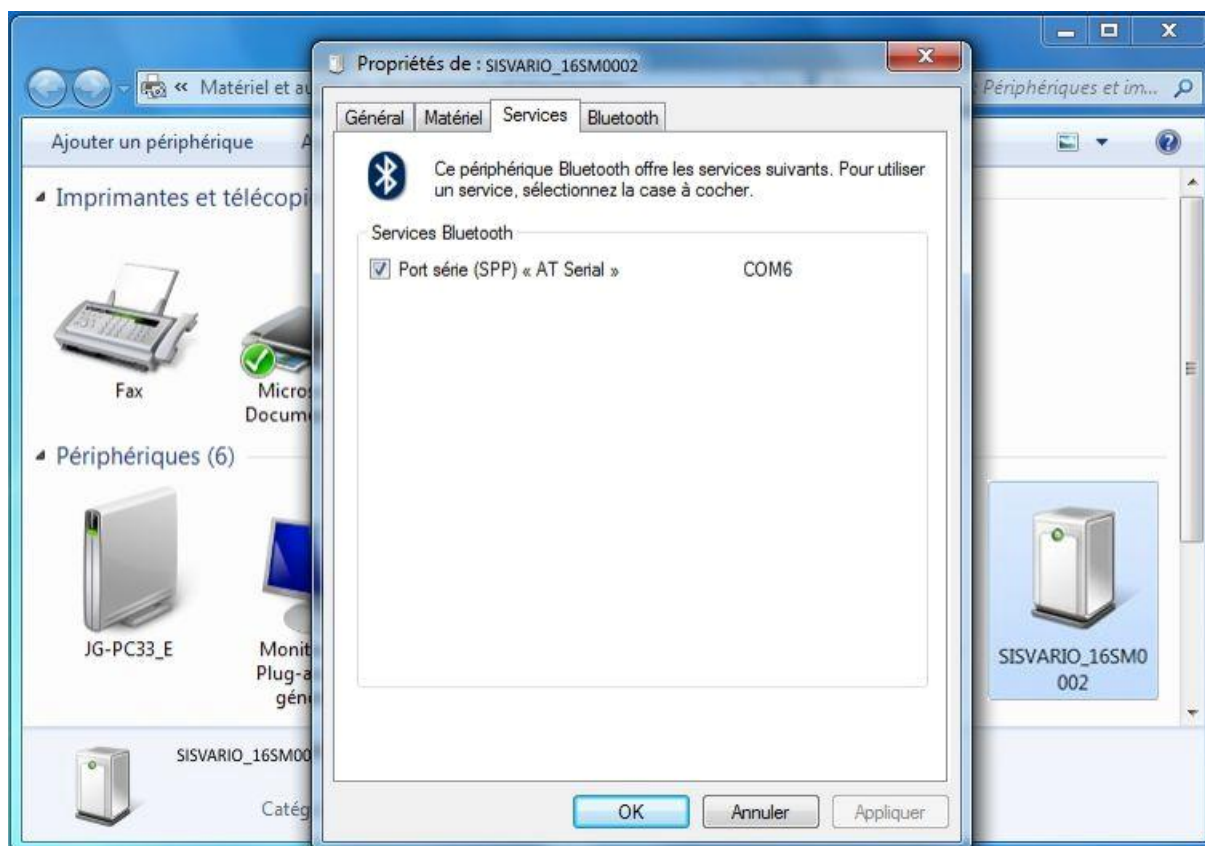 Propriétés de : SISVARIO_16SM0002
« Matériel et au
Périphériques et im...
Ajouter un périphérique
Général Matériel Services Bluetooth
Ce périphérique Bluetooth offre les services suivants. Pour utiliser
un service, sélectionnez la case à cocher.
Imprimantes et télécopi
Services Bluetooth
Port série (SPP) « AT Serial » COM6
Fax
Micros
Docum
Périphériques (6)
JG-PC33_E
Monit
Plug-a
géné
SISVARIO_16SM0
002
SISVARIO_16SM00
Catég
OK Annuler Appliquer